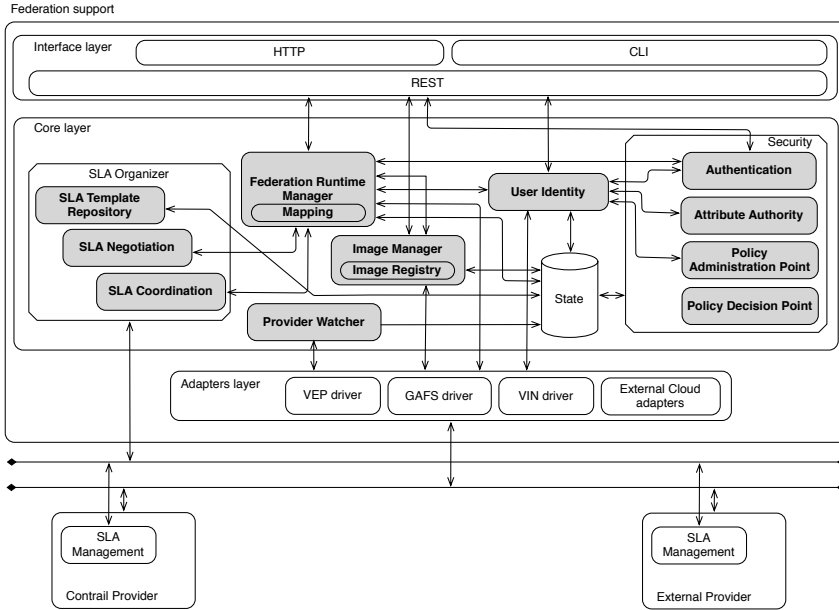 Federation support
Interface layer
HTTP
CLI
REST
Core layer
Security
SLA Organizer
SLA Template
Repository
SLA Negotiation
SLA Coordination
Federation Runtime
Manager
Mapping
Image Manager
Image Registry
Provider Watcher
User Identity
State
Authentication
Attribute Authority
Policy
Administration Point
Policy Decision Point
Adapters layer
VEP driver
GAFS driver
VIN driver
External Cloud
adapters
SLA
Management
Contrail Provider
SLA
Management
External Provider